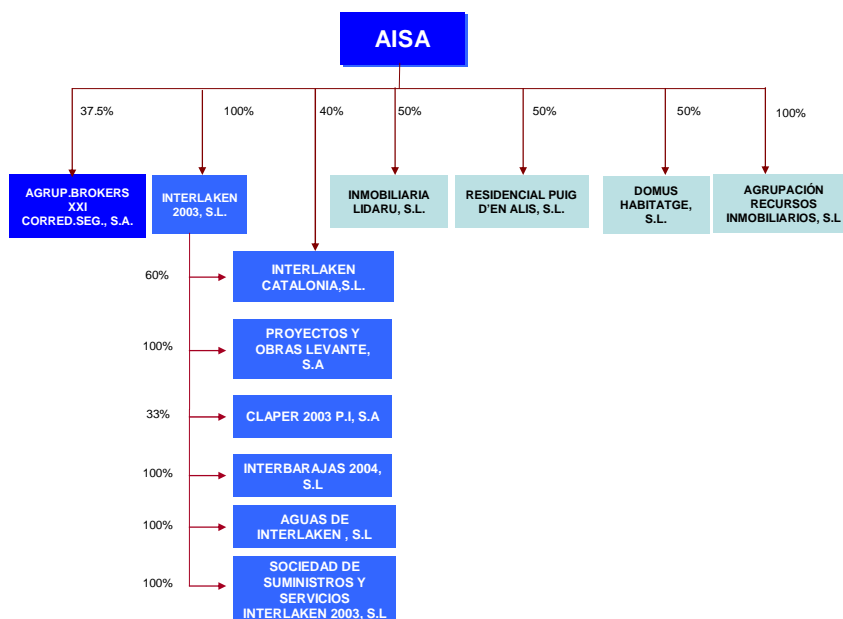 AISA
37.5%
100%
40%
50%
50%
50%
100%
AGRUP.BROKERS
XXI
CORRED.SEG., S.A.
INTERLAKEN
2003, S.L.
INMOBILIARIA
LIDARU, S.L.
RESIDENCIAL PUIG
D'EN ALIS, S.L.
DOMUS
HABITATGE,
S.L.
AGRUPACIÓN
RECURSOS
INMOBILIARIOS, S.L
60%
INTERLAKEN
CATALONIA,S.L.
100%
PROYECTOS Y
OBRAS LEVANTE,
S.A
33%
CLAPER 2003 P.I, S.A
100%
INTERBARAJAS 2004,
S.L
100%
AGUAS DE
INTERLAKEN , S.L
100%
SOCIEDAD DE
SUMINISTROS Y
SERVICIOS
INTERLAKEN 2003, S.L